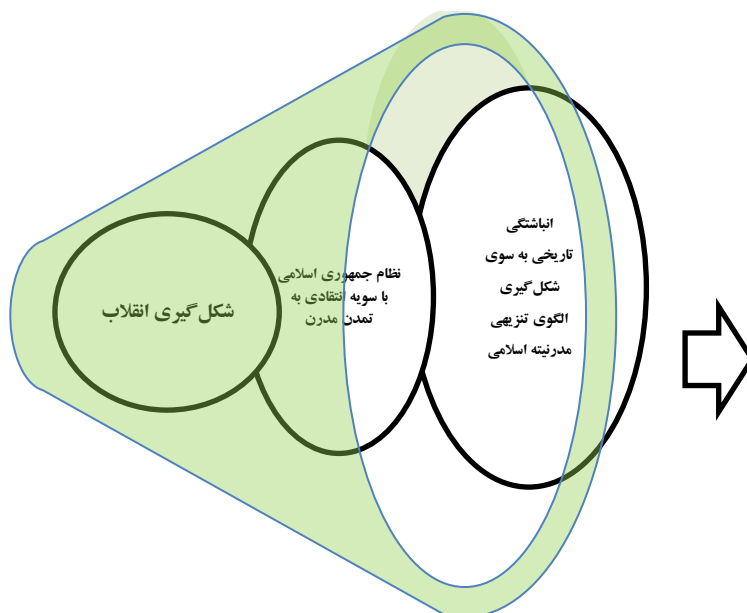 شکل‌گیری انقلاب
نظام جمهوری اسلامی
با سویه انتقادی به
تمدن مدرن
انباشتگی
تاریخی به سوی
شکل‌گیری
الگوی تنزیهی
مدرنیته اسلامی